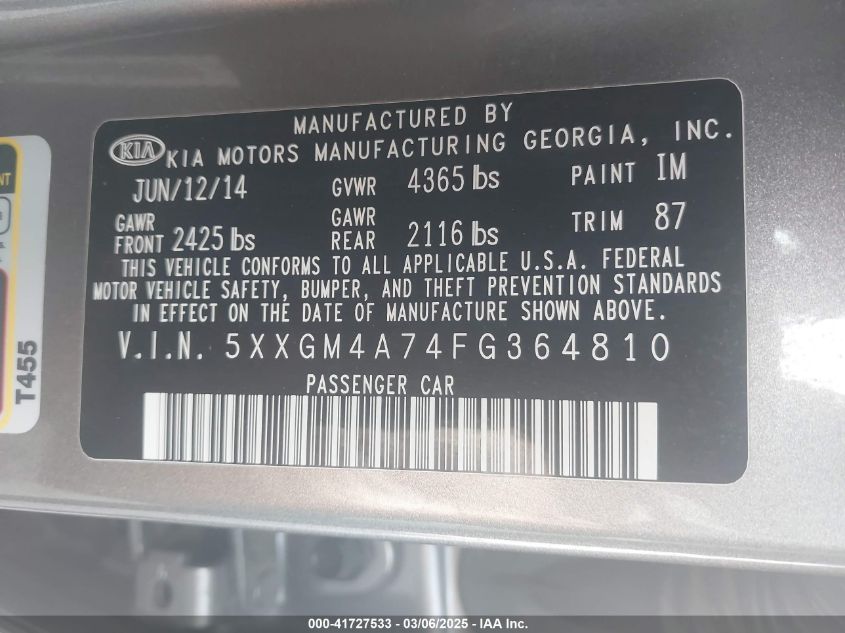 MANUFACTURED BY
KIA KIA MOTORS MANUFACTURING GEORGIA, INC.
JUN/12/14 GVWR 4365 lbs PAINT IM
GAWR FRONT 2425 lbs GAWR REAR 2116 lbs TRIM 87
THIS VEHICLE CONFORMS TO ALL APPLICABLE U.S.A. FEDERAL
MOTOR VEHICLE SAFETY, BUMPER, AND THEFT PREVENTION STANDARDS
IN EFFECT ON THE DATE OF MANUFACTURE SHOWN ABOVE.
V.I.N. 5XXGM4A74FG364810
PASSENGER CAR
T455
000-41727533 — 03/06/2025 — IAA Inc.